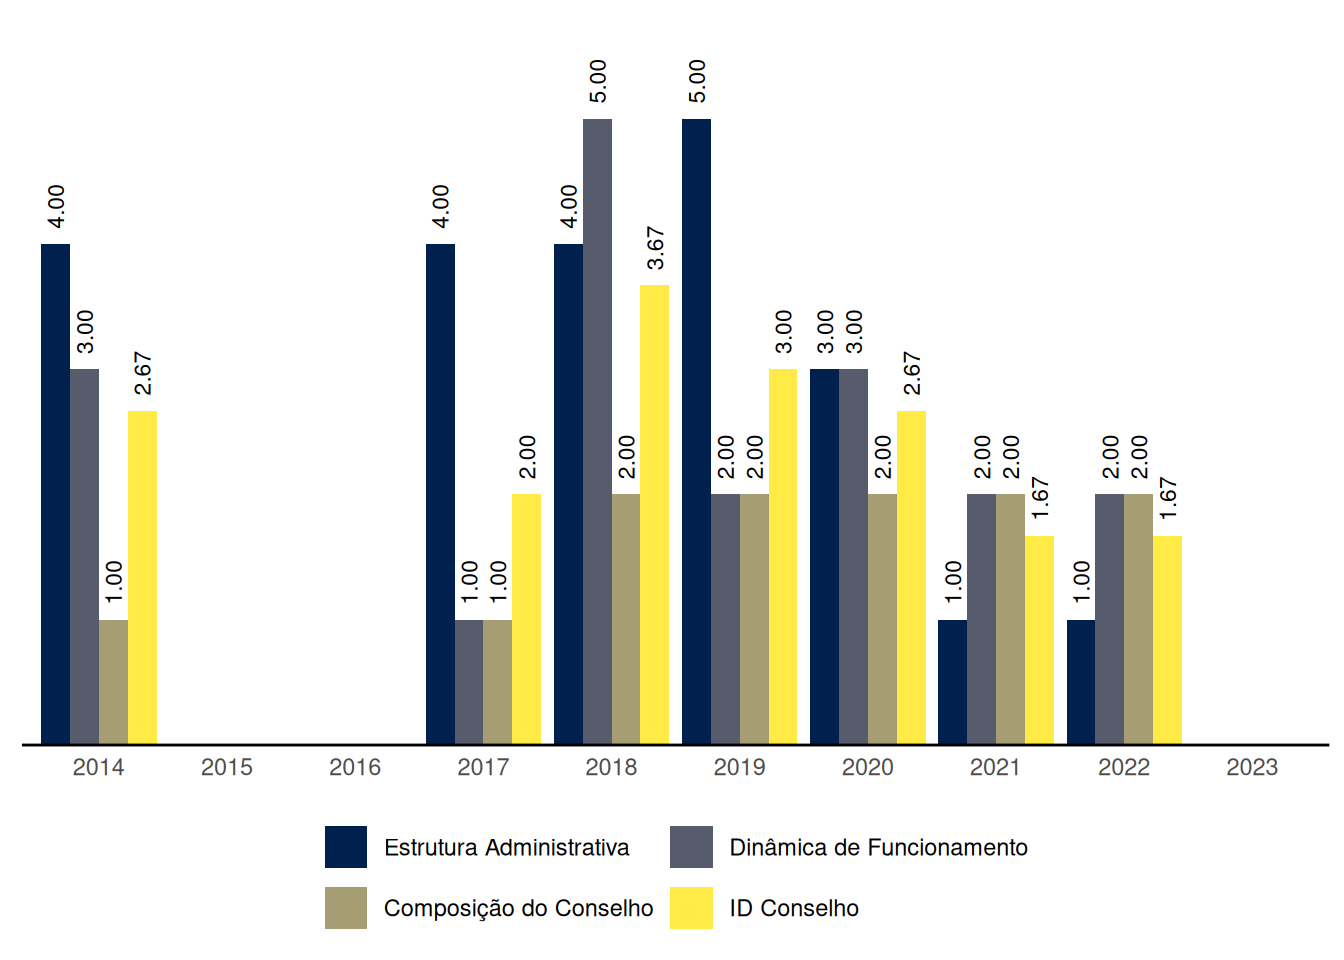 5.00 5.00
4.00 4.00 4.00
3.67
3.00 3.00 3.00 3.00
2.67 2.67
2.00 2.00 2.00 2.00 2.00 2.00 2.00 2.00 2.00
1.67 1.67
1.00 1.00 1.00 1.00 1.00
2014 2015 2016 2017 2018 2019 2020 2021 2022 2023
Estrutura Administrativa Dinâmica de Funcionamento
Composição do Conselho ID Conselho